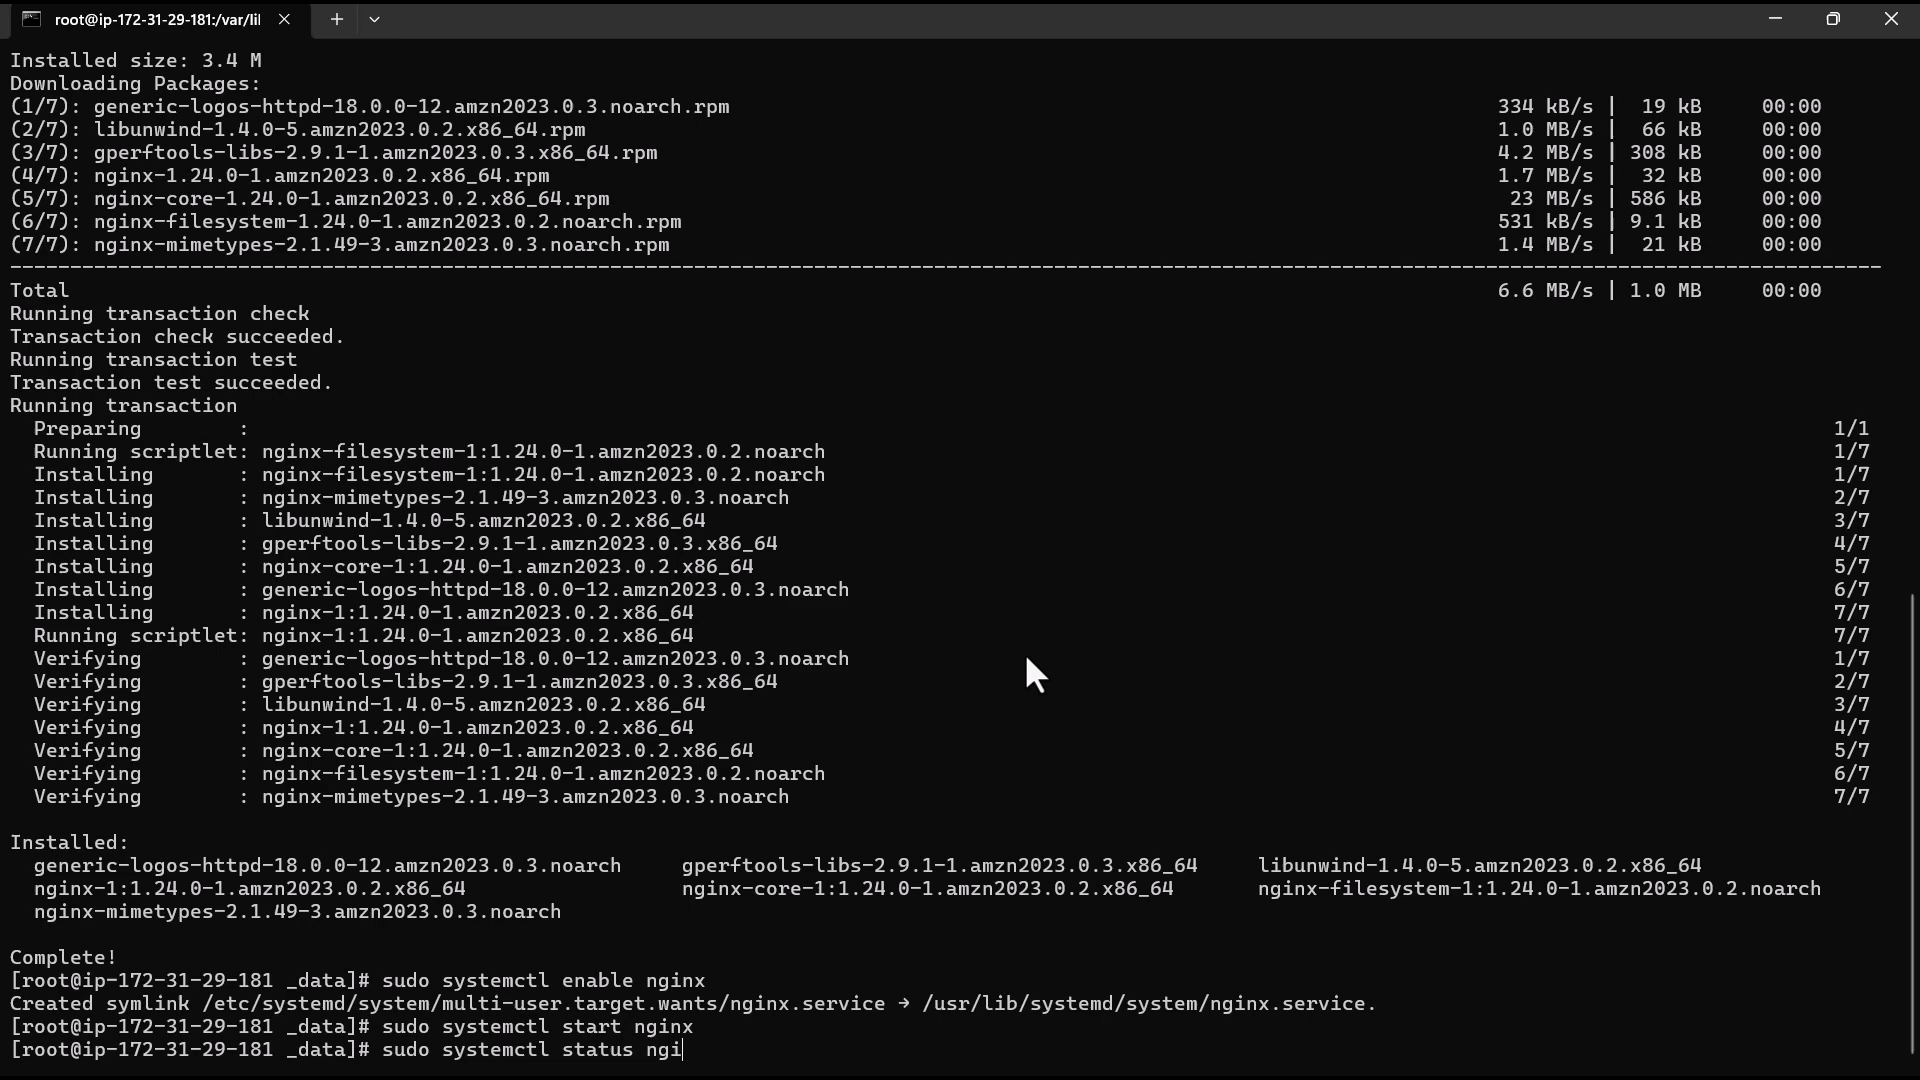 root@ip-172-31-29-181:/var/lil
Installed size: 3.4 M
Downloading Packages:
(1/7): generic-logos-httpd-18.0.0-12.amzn2023.0.3.noarch.rpm 334 kB/s | 19 kB 00:00
(2/7): libunwind-1.4.0-5.amzn2023.0.2.x86_64.rpm 1.0 MB/s | 66 kB 00:00
(3/7): gperftools-libs-2.9.1-1.amzn2023.0.3.x86_64.rpm 4.2 MB/s | 308 kB 00:00
(4/7): nginx-1.24.0-1.amzn2023.0.2.x86_64.rpm 1.7 MB/s | 32 kB 00:00
(5/7): nginx-core-1.24.0-1.amzn2023.0.2.x86_64.rpm 23 MB/s | 586 kB 00:00
(6/7): nginx-filesystem-1.24.0-1.amzn2023.0.2.noarch.rpm 531 kB/s | 9.1 kB 00:00
(7/7): nginx-mimetypes-2.1.49-3.amzn2023.0.3.noarch.rpm 1.4 MB/s | 21 kB 00:00
--------------------------------------------------------------------------------
Total 6.6 MB/s | 1.0 MB 00:00
Running transaction check
Transaction check succeeded.
Running transaction test
Transaction test succeeded.
Running transaction
Preparing : 1/1
Running scriptlet: nginx-filesystem-1:1.24.0-1.amzn2023.0.2.noarch 1/7
Installing : nginx-filesystem-1:1.24.0-1.amzn2023.0.2.noarch 1/7
Installing : nginx-mimetypes-2.1.49-3.amzn2023.0.3.noarch 2/7
Installing : libunwind-1.4.0-5.amzn2023.0.2.x86_64 3/7
Installing : gperftools-libs-2.9.1-1.amzn2023.0.3.x86_64 4/7
Installing : nginx-core-1:1.24.0-1.amzn2023.0.2.x86_64 5/7
Installing : generic-logos-httpd-18.0.0-12.amzn2023.0.3.noarch 6/7
Installing : nginx-1:1.24.0-1.amzn2023.0.2.x86_64 7/7
Running scriptlet: nginx-1:1.24.0-1.amzn2023.0.2.x86_64 7/7
Verifying : generic-logos-httpd-18.0.0-12.amzn2023.0.3.noarch 1/7
Verifying : gperftools-libs-2.9.1-1.amzn2023.0.3.x86_64 2/7
Verifying : libunwind-1.4.0-5.amzn2023.0.2.x86_64 3/7
Verifying : nginx-1:1.24.0-1.amzn2023.0.2.x86_64 4/7
Verifying : nginx-core-1:1.24.0-1.amzn2023.0.2.x86_64 5/7
Verifying : nginx-filesystem-1:1.24.0-1.amzn2023.0.2.noarch 6/7
Verifying : nginx-mimetypes-2.1.49-3.amzn2023.0.3.noarch 7/7
Installed:
generic-logos-httpd-18.0.0-12.amzn2023.0.3.noarch gperftools-libs-2.9.1-1.amzn2023.0.3.x86_64 libunwind-1.4.0-5.amzn2023.0.2.x86_64
nginx-1:1.24.0-1.amzn2023.0.2.x86_64 nginx-core-1:1.24.0-1.amzn2023.0.2.x86_64 nginx-filesystem-1:1.24.0-1.amzn2023.0.2.noarch
nginx-mimetypes-2.1.49-3.amzn2023.0.3.noarch
Complete!
[root@ip-172-31-29-181 _data]# sudo systemctl enable nginx
Created symlink /etc/systemd/system/multi-user.target.wants/nginx.service → /usr/lib/systemd/system/nginx.service.
[root@ip-172-31-29-181 _data]# sudo systemctl start nginx
[root@ip-172-31-29-181 _data]# sudo systemctl status ngi